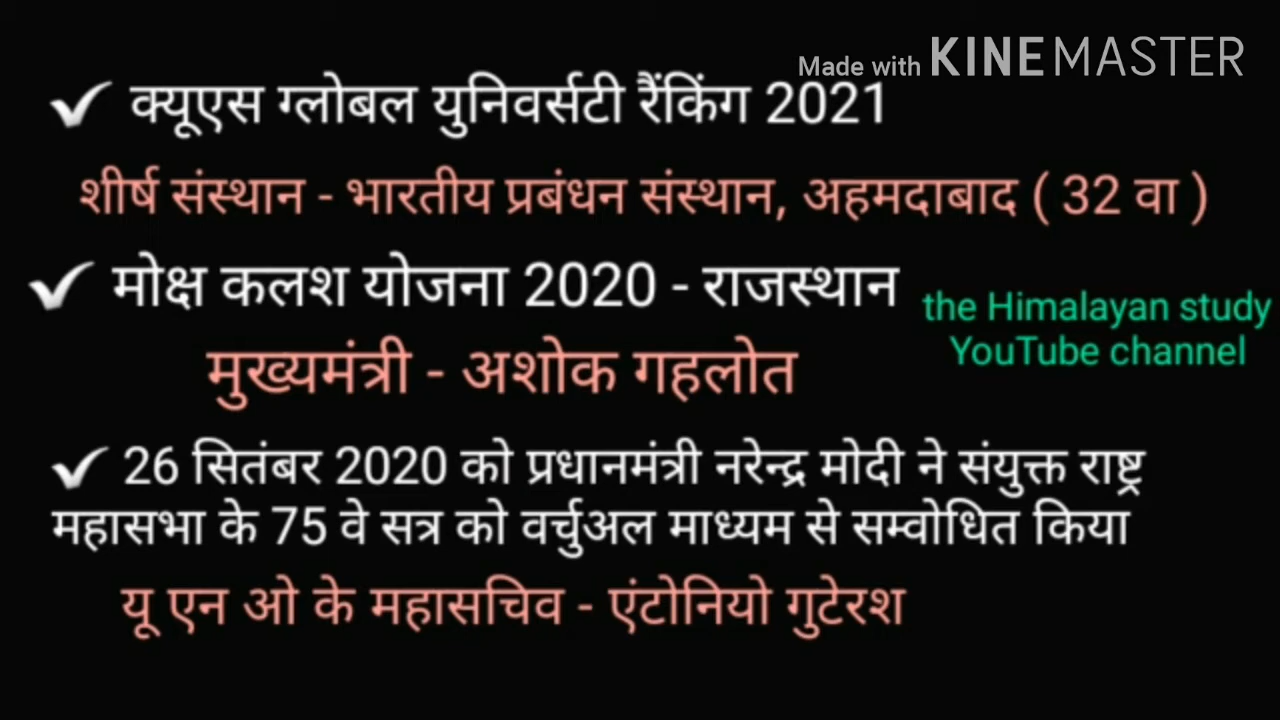 Made with KINEMASTER
✔ क्यूएस ग्लोबल युनिवर्सटी रैंकिंग 2021
शीर्ष संस्थान - भारतीय प्रबंधन संस्थान, अहमदाबाद ( 32 वा )
✔ मोक्ष कलश योजना 2020 - राजस्थान
the Himalayan study
YouTube channel
मुख्यमंत्री - अशोक गहलोत
✔ 26 सितंबर 2020 को प्रधानमंत्री नरेन्द्र मोदी ने संयुक्त राष्ट्र
महासभा के 75 वे सत्र को वर्चुअल माध्यम से सम्वोधित किया
यू एन ओ के महासचिव - एंटोनियो गुटेरश